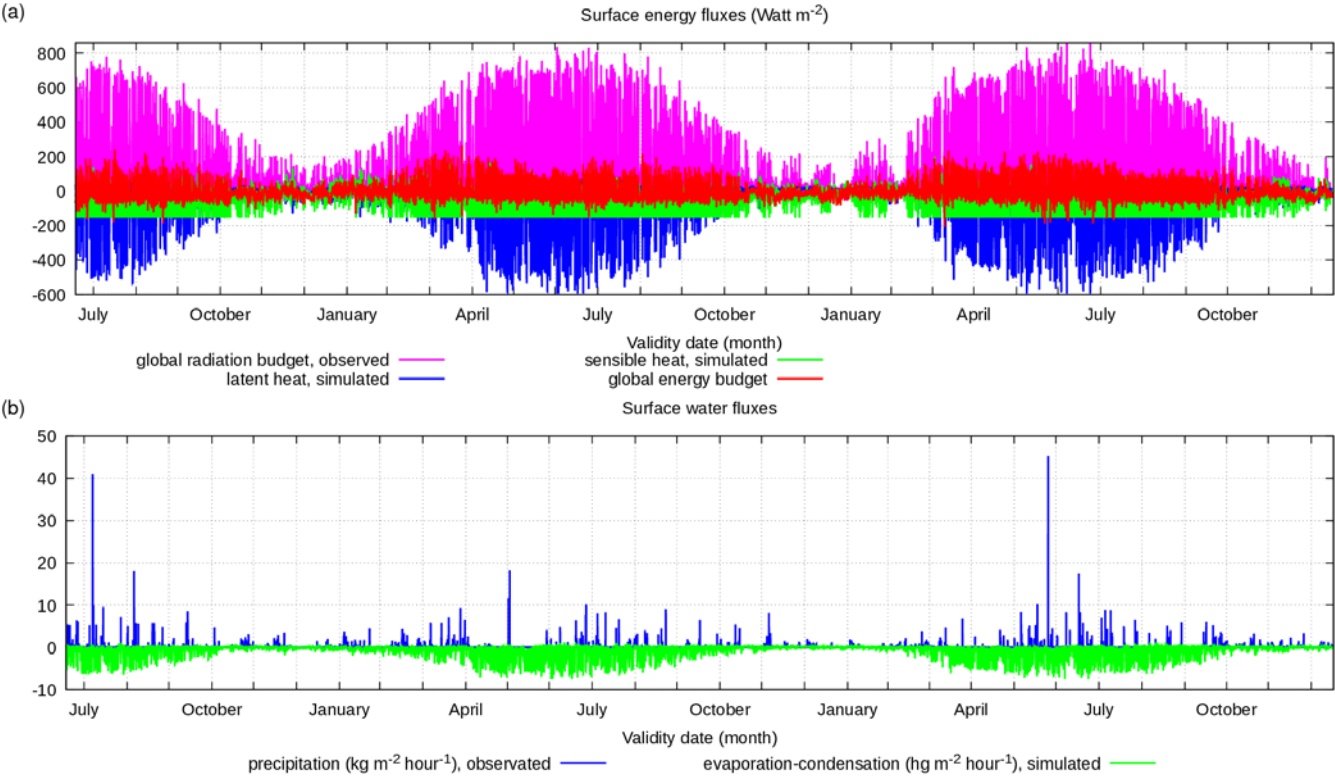 (a)
Surface energy fluxes (Watt m-2)
800
600
400
200
0
-200
-400
-600
July October January April July October January April July October
Validity date (month)
global radiation budget, observed sensible heat, simulated
latent heat, simulated global energy budget
(b)
Surface water fluxes
50
40
30
20
10
0
-10
July October January April July October January April July October
Validity date (month)
precipitation (kg m-2 hour-1), observated evaporation-condensation (hg m-2 hour-1), simulated